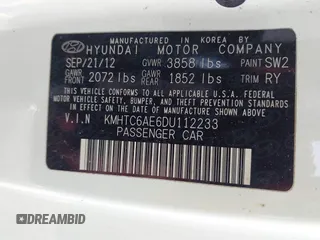 MANUFACTURED IN KOREA BY
HYUNDAI MOTOR COMPANY
SEP/21/12 GVWR 3858 lbs PAINT SW2
GAWR FRT 2072 lbs GAWR RR 1852 lbs TRIM RY
THIS VEHICLE CONFORMS TO ALL APPLICABLE
FEDERAL MOTOR VEHICLE SAFETY, BUMPER,
AND THEFT PREVENTION STANDARDS IN EFFECT
ON THE DATE OF MANUFACTURE SHOWN ABOVE.
V.I.N KMHTC6AE6DU112233
PASSENGER CAR
U.S.A
DREAMBID